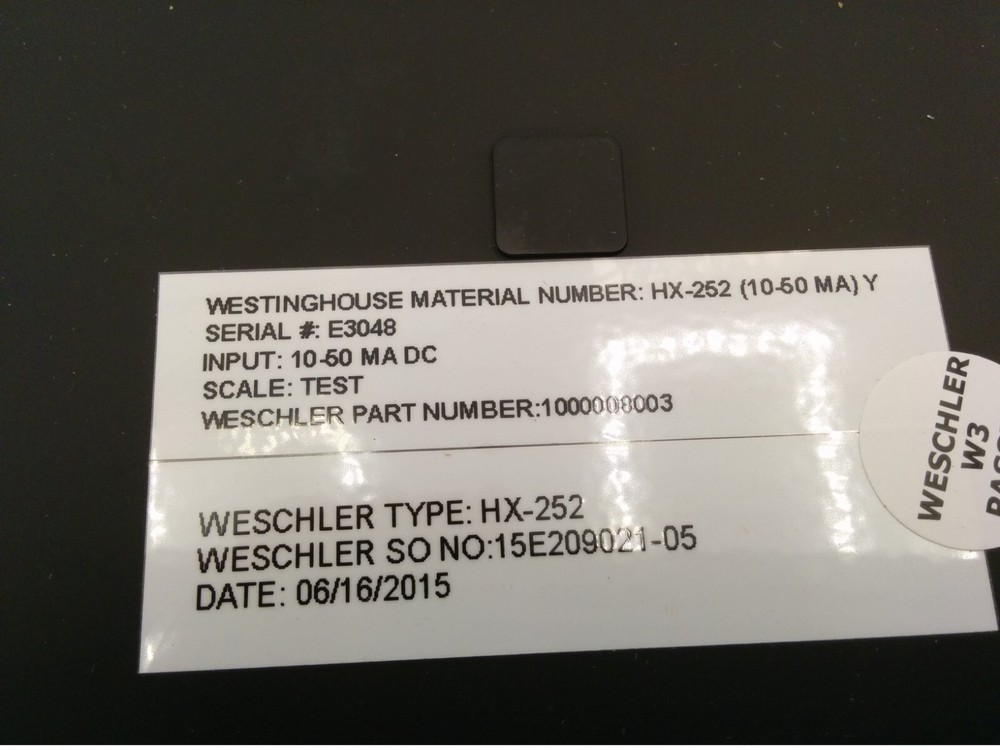 WESTINGHOUSE MATERIAL NUMBER: HX-252 (10-50 MA) Y
SERIAL #: E3048
INPUT: 10-50 MA DC
SCALE: TEST
WESCHLER PART NUMBER:1000008003
WESCHLER TYPE: HX-252
WESCHLER SO NO:15E209021-05
DATE: 06/16/2015
WESCHLER
W3